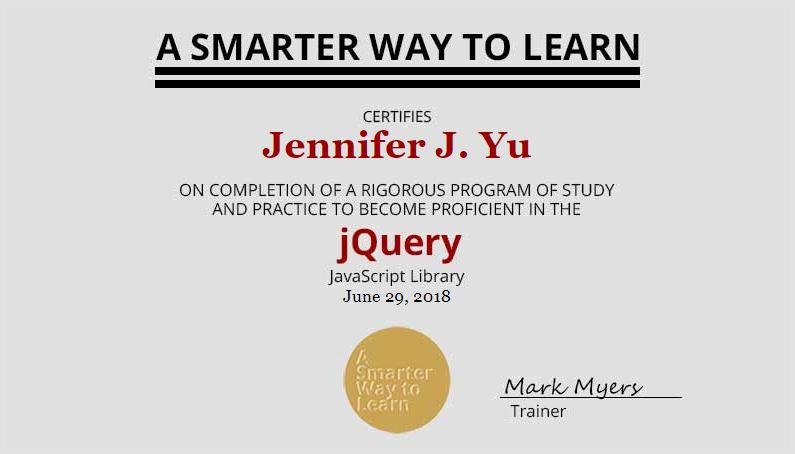 A SMARTER WAY TO LEARN
CERTIFIES
Jennifer J. Yu
ON COMPLETION OF A RIGOROUS PROGRAM OF STUDY
AND PRACTICE TO BECOME PROFICIENT IN THE
jQuery
JavaScript Library
June 29, 2018
A
Smarter
Way to
Learn
Mark Myers
Trainer